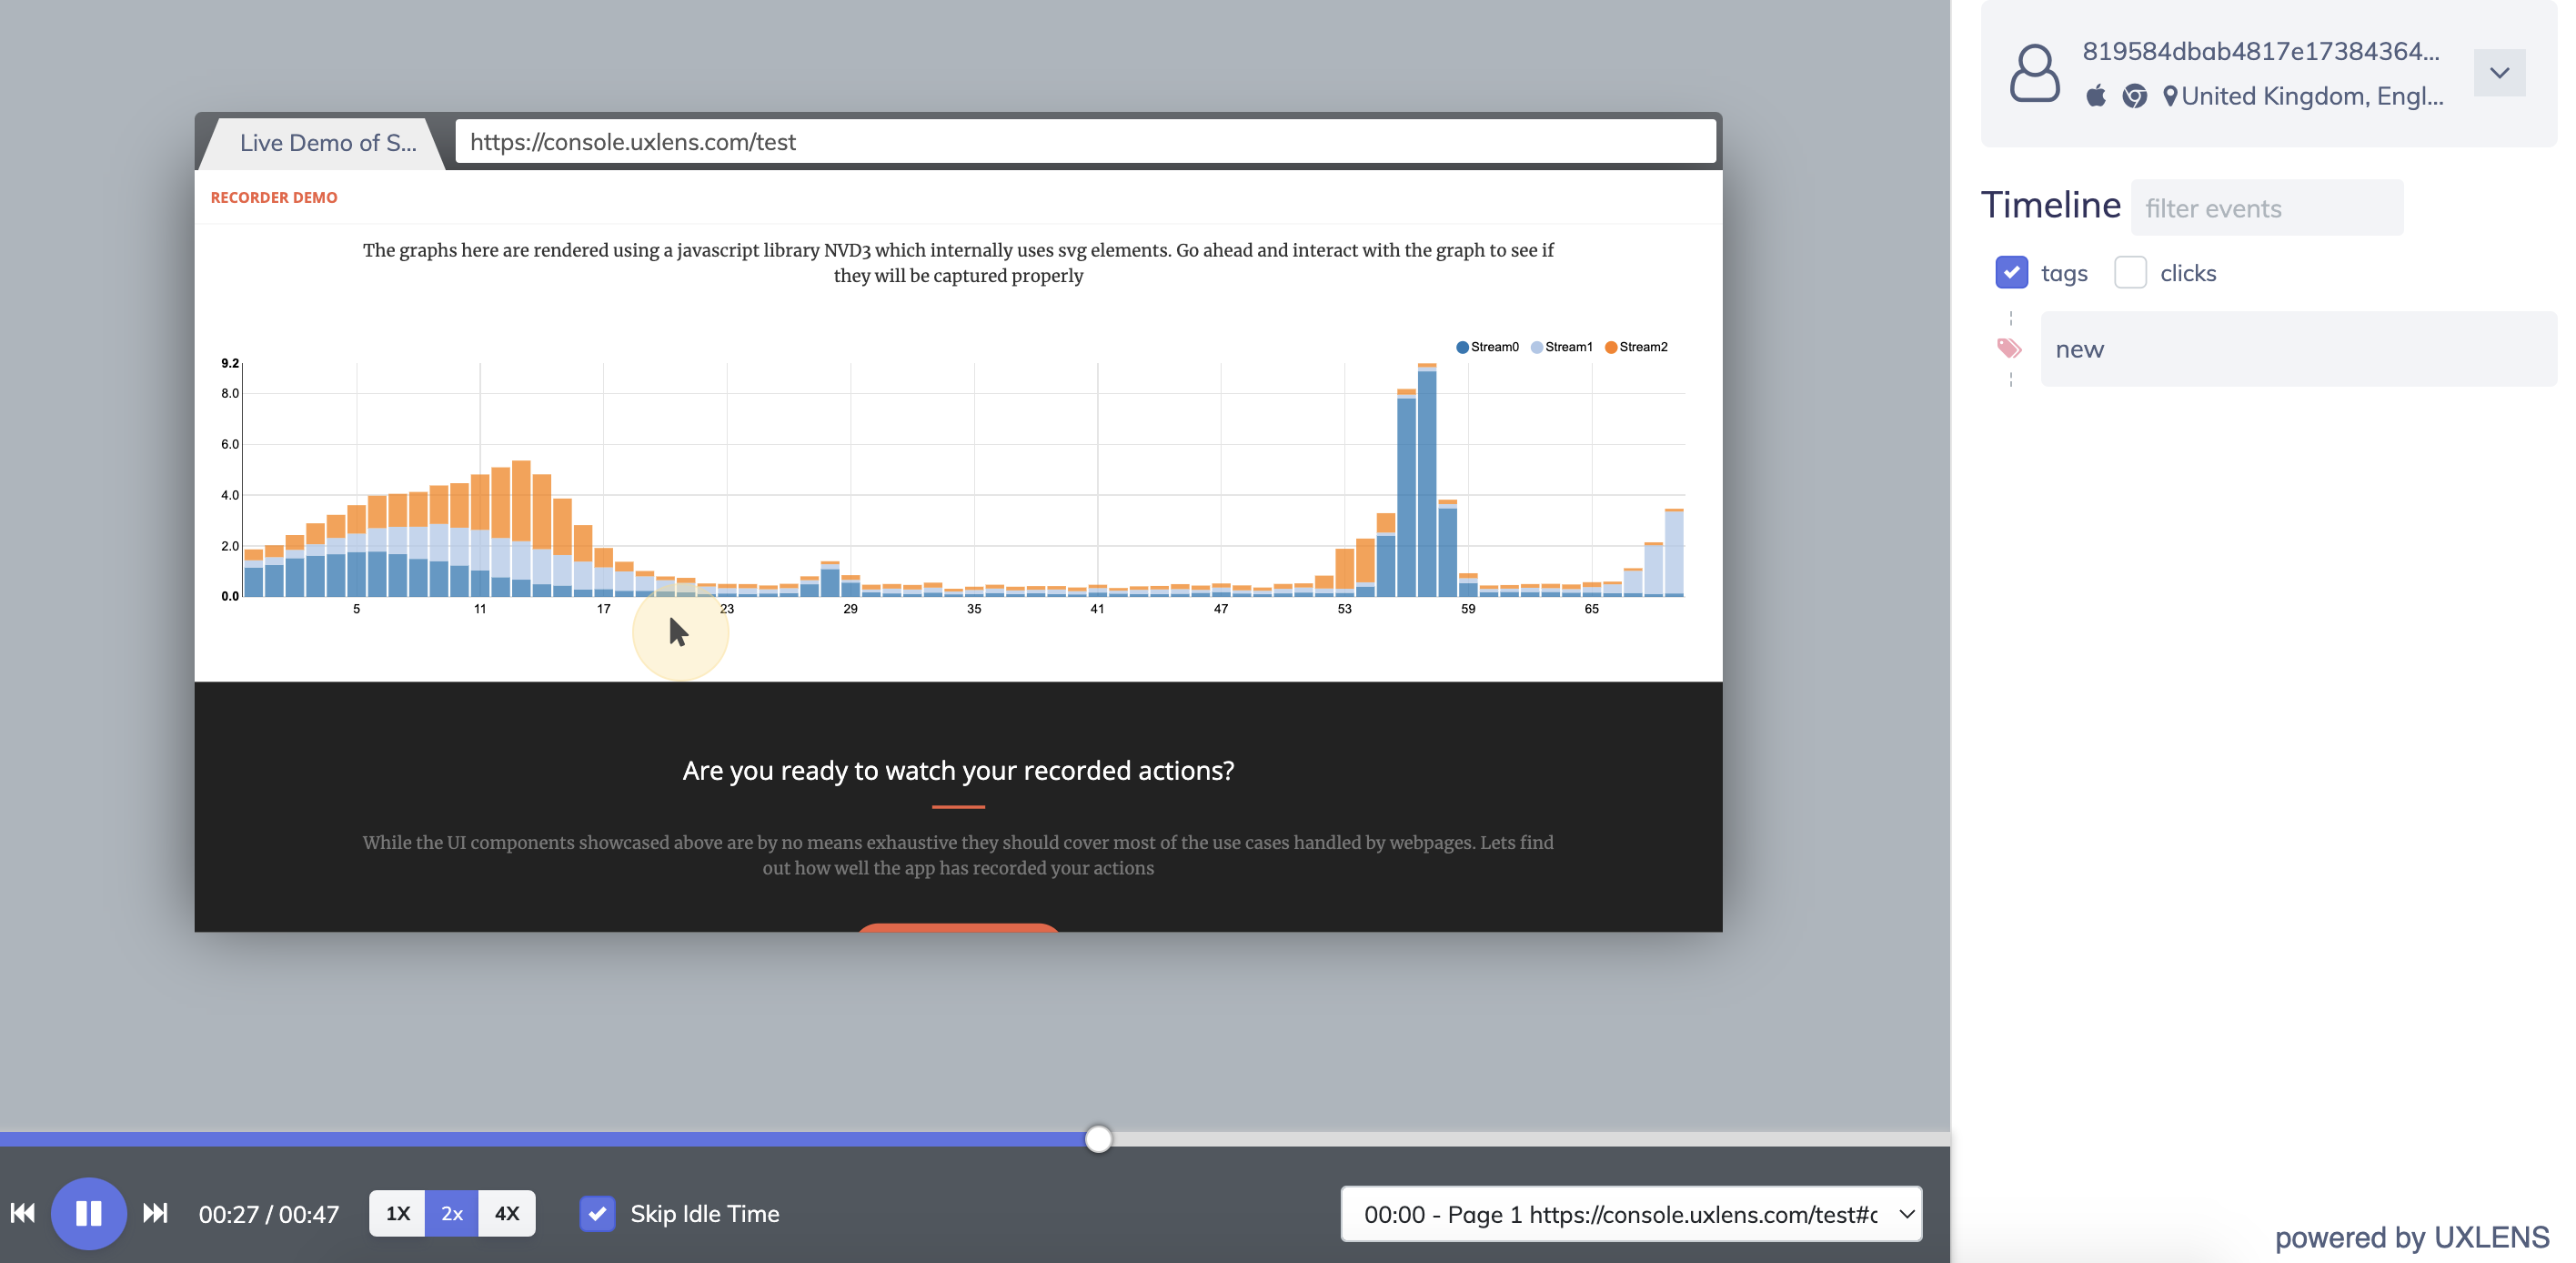 Live Demo of S...
https://console.uxlens.com/test
RECORDER DEMO
The graphs here are rendered using a javascript library NVD3 which internally uses svg elements. Go ahead and interact with the graph to see if
they will be captured properly
Stream0 Stream1 Stream2
9.2
8.0
6.0
4.0
2.0
0.0
5 11 17 23 29 35 41 47 53 59 65
Are you ready to watch your recorded actions?
While the UI components showcased above are by no means exhaustive they should cover most of the use cases handled by webpages. Lets find
out how well the app has recorded your actions
00:27 / 00:47
1X 2x 4X
Skip Idle Time
00:00 - Page 1 https://console.uxlens.com/test#c
819584dbab4817e17384364...
United Kingdom, Engl...
Timeline
filter events
tags clicks
new
powered by UXLENS